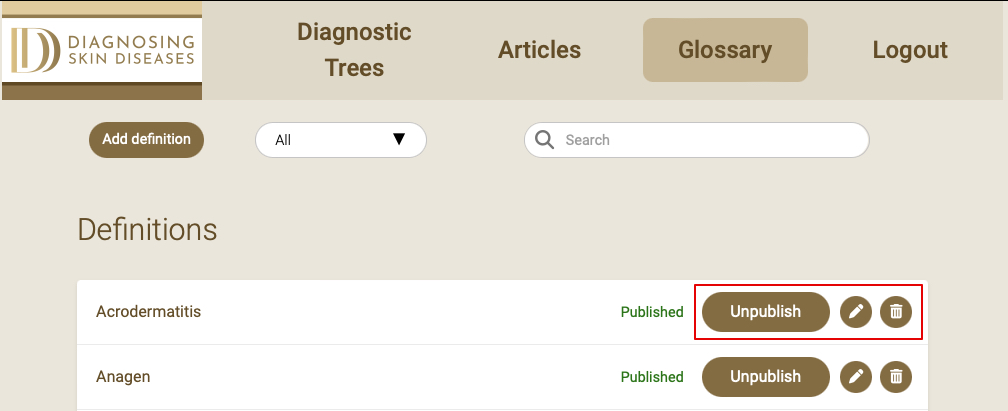 DIAGNOSING
SKIN DISEASES
Diagnostic
Trees
Articles
Glossary
Logout
Add definition
All
Search
Definitions
Acrodermatitis
Published
Unpublish
Anagen
Published
Unpublish